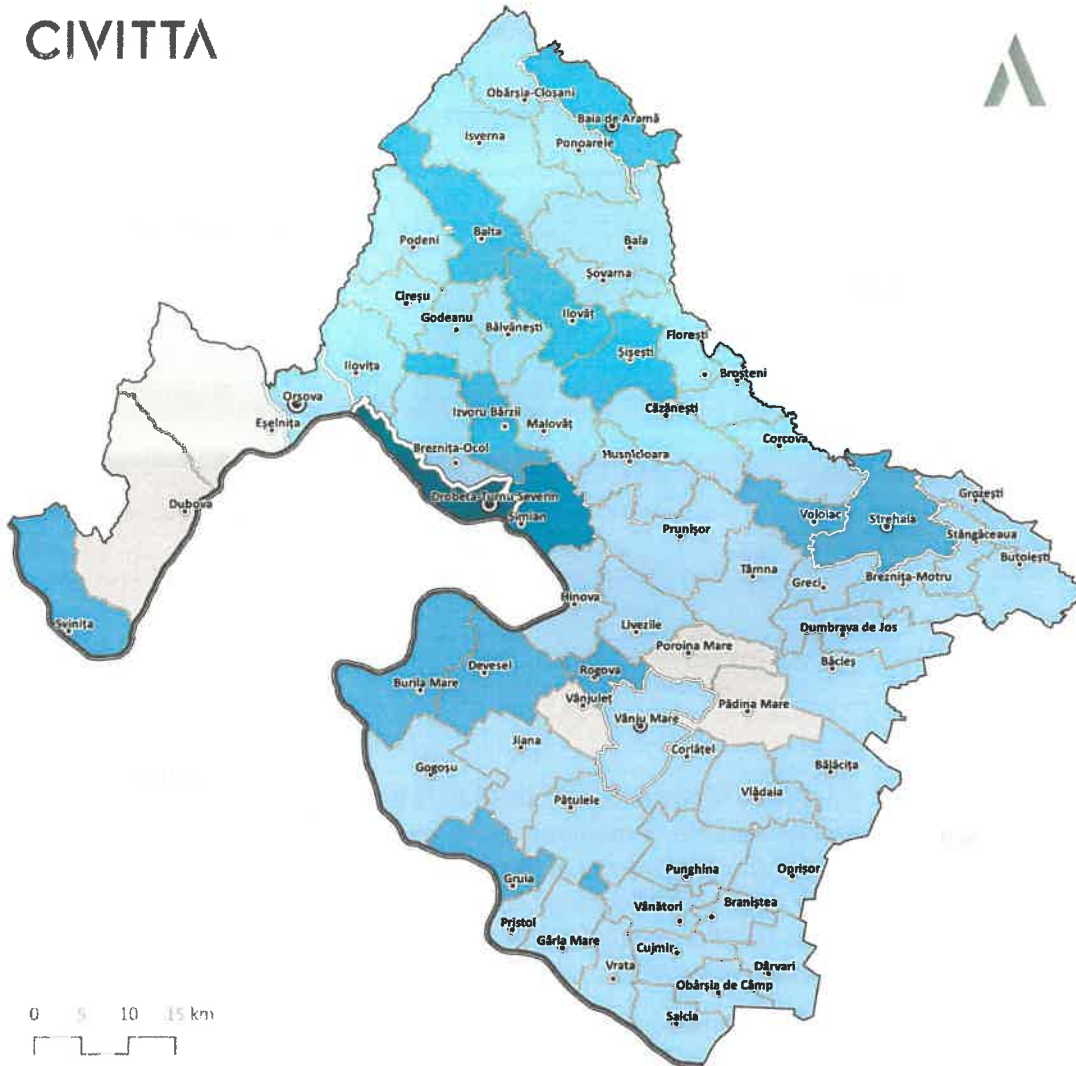 CIVITTA
Obârșia-Cloșani
Baia de Aramă
Isverna
Ponoarele
Balta
Podeni
Bala
Șovarna
Cireșu
Ilovăț
Godeanu
Bâlvănești
Florești
Șișești
Ilovița
Broșteni
Orșova
Căzănești
Izvoru Bârzii
Malovăț
Eșelnița
Corcova
Breznița-Ocol
Husnicioara
Grozești
Drobeta-Turnu Severin
Dubova
Șimian
Voloiac
Strehaia
Prunișor
Stângăceaua
Butoiești
Tâmna
Greci
Breznița-Motru
Hinova
Svinița
Livezile
Dumbrava de Jos
Poroina Mare
Devesel
Rogova
Bâcleș
Burila Mare
Vânjuleț
Pădina Mare
Vânju Mare
Jiana
Corlățel
Gogoșu
Bălăcița
Pătulele
Vlădaia
Punghina
Oprișor
Gruia
Vânători
Braniștea
Pristol
Gârla Mare
Cujmir
Vrata
Dârvari
Obârșia de Câmp
Salcia
0 5 10 15 km